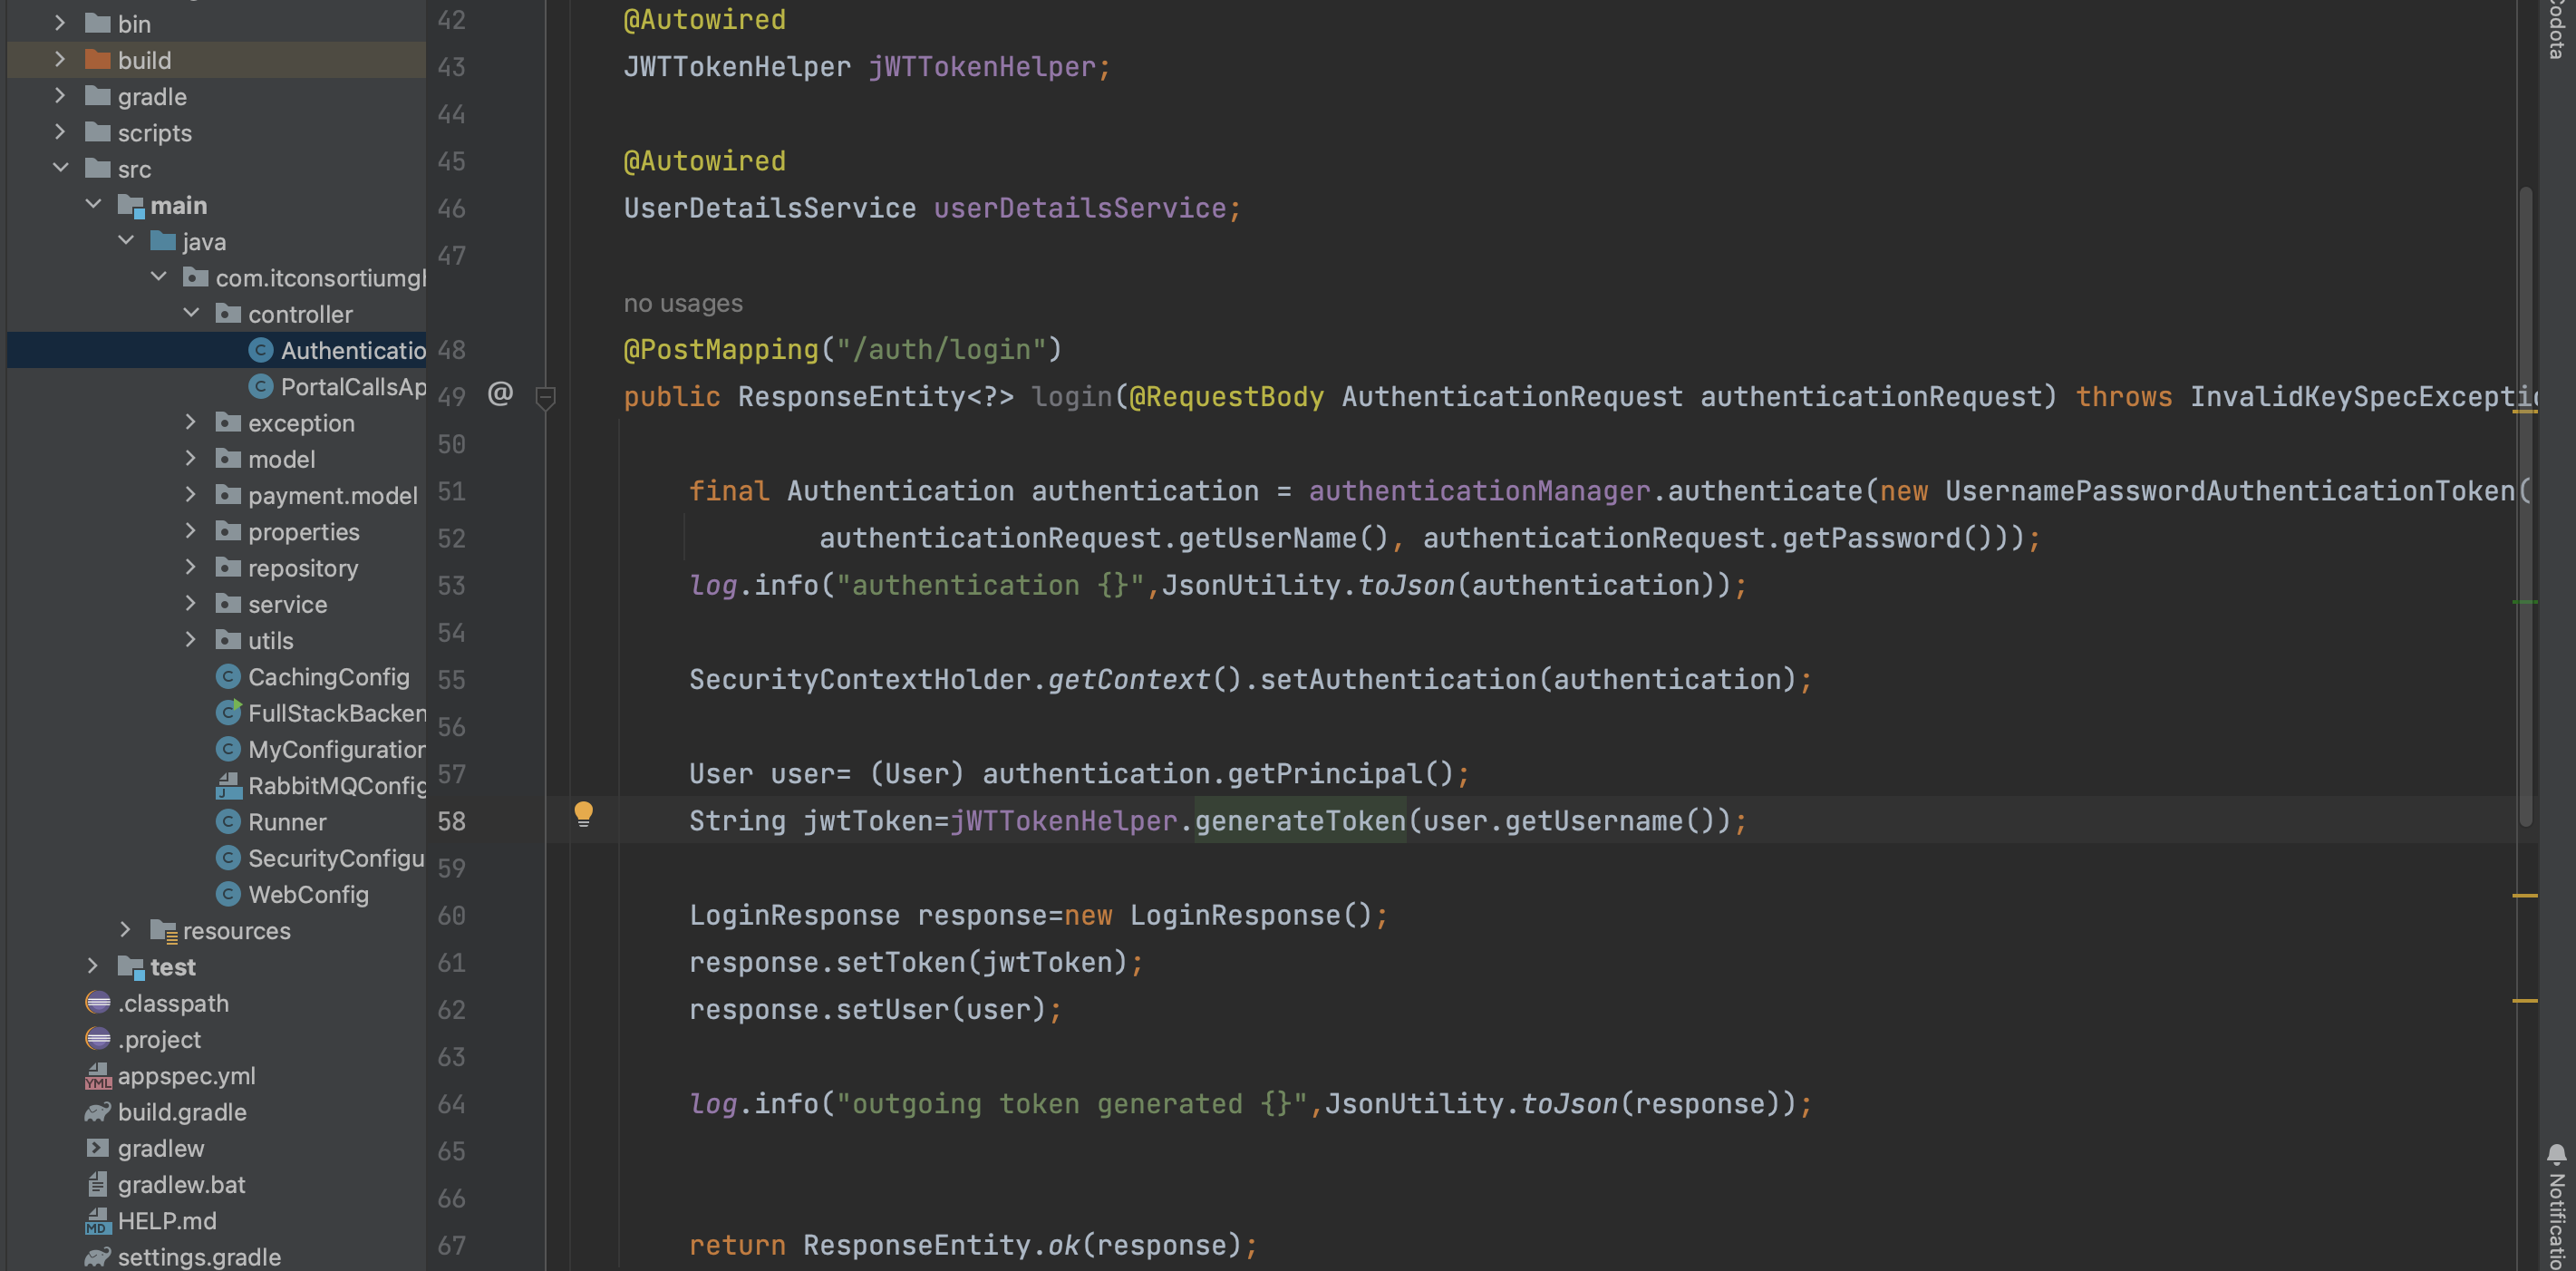 bin
build
gradle
scripts
src
main
java
com.itconsortiumgh
controller
Authenticatio
PortalCallsAp
exception
model
payment.model
properties
repository
service
utils
CachingConfig
FullStackBacken
MyConfiguration
RabbitMQConfig
Runner
SecurityConfigu
WebConfig
resources
test
.classpath
.project
appspec.yml
build.gradle
gradlew
gradlew.bat
HELP.md
settings.gradle
42 @Autowired
43 JWTTokenHelper jWTTokenHelper;
44
45 @Autowired
46 UserDetailsService userDetailsService;
47
no usages
48 @PostMapping("/auth/login")
49 @ public ResponseEntity<?> login(@RequestBody AuthenticationRequest authenticationRequest) throws InvalidKeySpecExceptio
50
51 final Authentication authentication = authenticationManager.authenticate(new UsernamePasswordAuthenticationToken(
52 authenticationRequest.getUserName(), authenticationRequest.getPassword()));
53 log.info("authentication {}",JsonUtility.toJson(authentication));
54
55 SecurityContextHolder.getContext().setAuthentication(authentication);
56
57 User user= (User) authentication.getPrincipal();
58 String jwtToken=jWTTokenHelper.generateToken(user.getUsername());
59
60 LoginResponse response=new LoginResponse();
61 response.setToken(jwtToken);
62 response.setUser(user);
63
64 log.info("outgoing token generated {}",JsonUtility.toJson(response));
65
66
67 return ResponseEntity.ok(response);
Codota
Notificatio